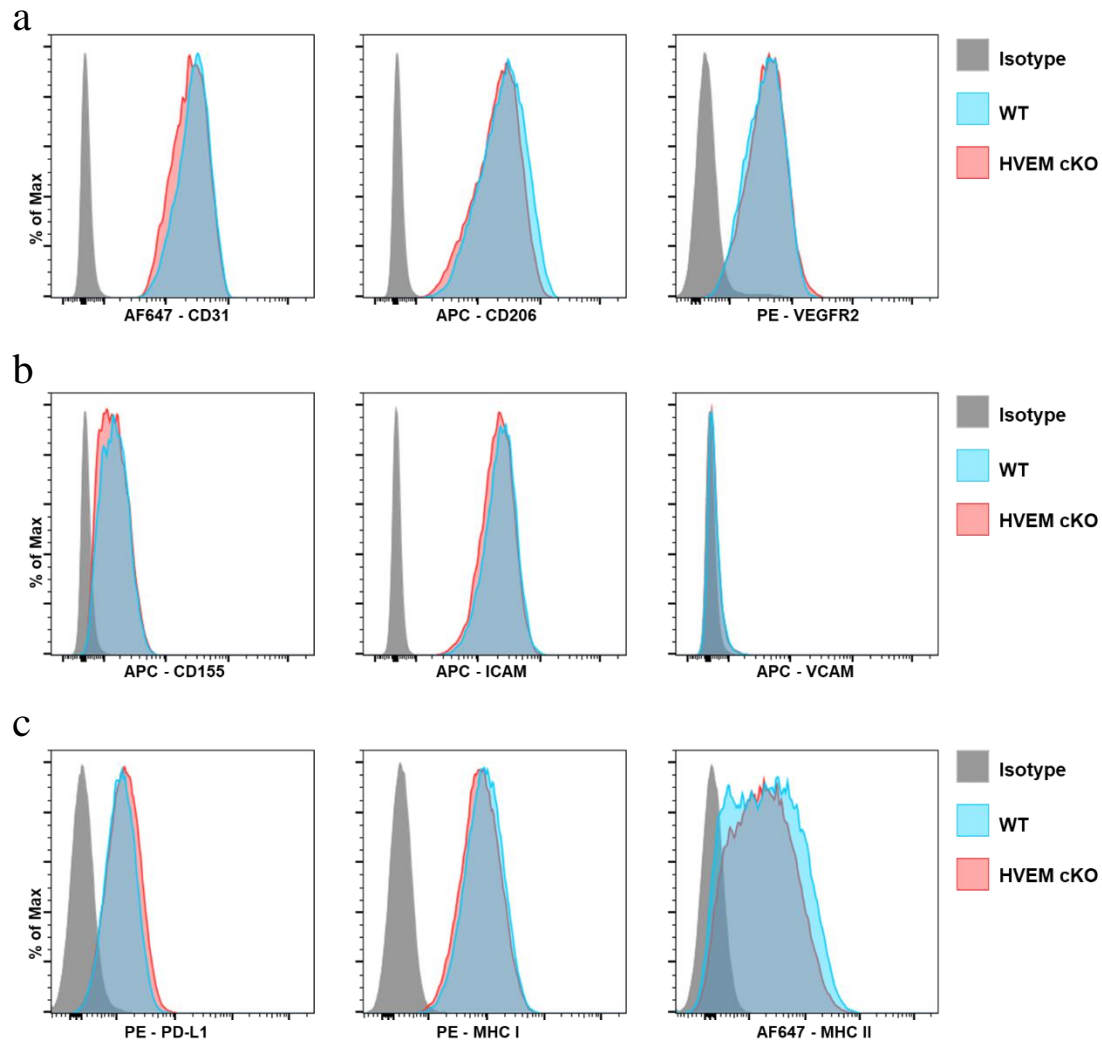 a
% of Max
AF647 - CD31
APC - CD206
PE - VEGFR2
Isotype
WT
HVEM cKO
b
% of Max
APC - CD155
APC - ICAM
APC - VCAM
Isotype
WT
HVEM cKO
c
% of Max
PE - PD-L1
PE - MHC I
AF647 - MHC II
Isotype
WT
HVEM cKO